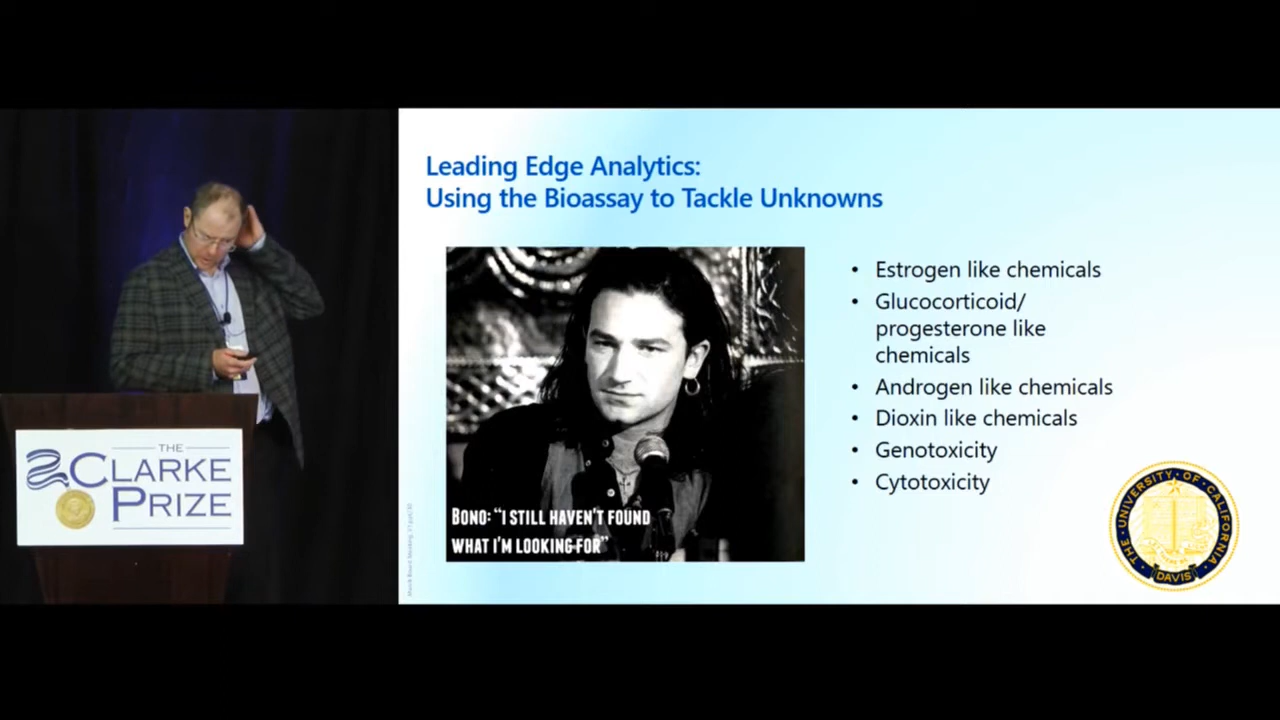 THE
CLARKE
PRIZE
Leading Edge Analytics:
Using the Bioassay to Tackle Unknowns
BONO: “I STILL HAVEN’T FOUND
WHAT I’M LOOKING FOR”
• Estrogen like chemicals
• Glucocorticoid/
progesterone like
chemicals
• Androgen like chemicals
• Dioxin like chemicals
• Genotoxicity
• Cytotoxicity
THE UNIVERSITY OF CALIFORNIA
DAVIS